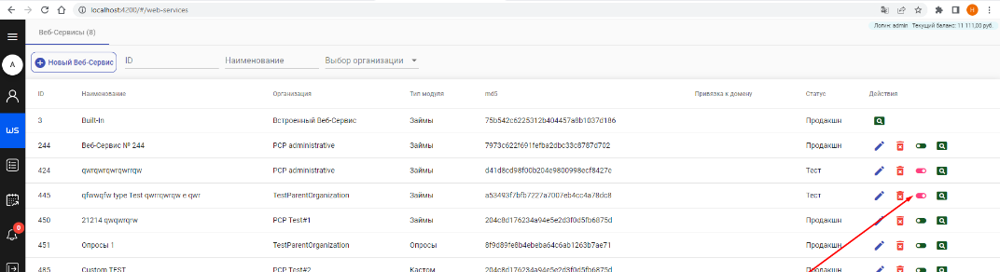 localhost:4200/#/web-services
H
Веб-Сервисы (8)
Логин: admin Текущий баланс: 11 111,00 руб.
A
Новый Веб-Сервис ID Наименование Выбор организации
ID Наименование Организация Тип модуля md5 Привязка к домену Статус Действия
3 Built-In Встроенный Веб-Сервис Займы 75b542c6225312b404457a8b1037d186 Продакшн
WS
244 Веб-Сервис № 244 PCP administrative Займы 7973c622f691fefba2dbc33c8787d702 Продакшн
424 qwrqwrqwrqwrrqw PCP administrative Займы d41d8cd98f00b204e9800998ecf8427e Тест
445 qfwwqfw type Test qwrrqwrqw e qwr TestParentOrganization Займы a53493f7bfb7227a7007eb4cc4a78dc8 Тест
450 21214 qwqwrqrw PCP Test#1 Займы 204c8d176234a94e5e2d3f0d5fb6875d Продакшн
0
451 Опросы 1 TestParentOrganization Опросы 8f9d89fe8b4ebeba64c6ab1263b7ae71 Продакшн
485 Custom TEST PCP Test#2 Кастом 204c8d176234a94e5e2d3f0d5fb6875d Продакшн